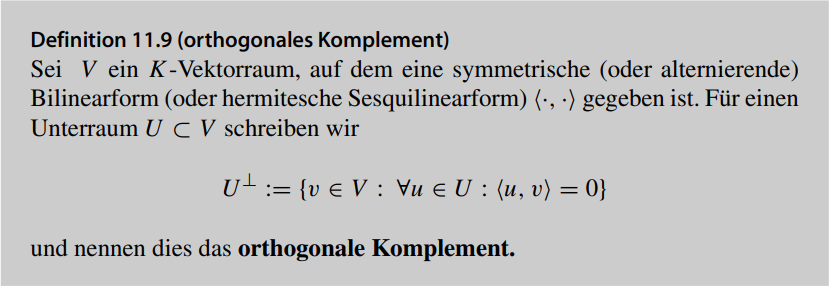 Definition 11.9 (orthogonales Komplement)
Sei V ein K-Vektorraum, auf dem eine symmetrische (oder alternierende)
Bilinearform (oder hermitesche Sesquilinearform) ⟨·, ·⟩ gegeben ist. Für einen
Unterraum U ⊂ V schreiben wir
U⊥ := {v ∈ V : ∀u ∈ U : ⟨u, v⟩ = 0}
und nennen dies das orthogonale Komplement.